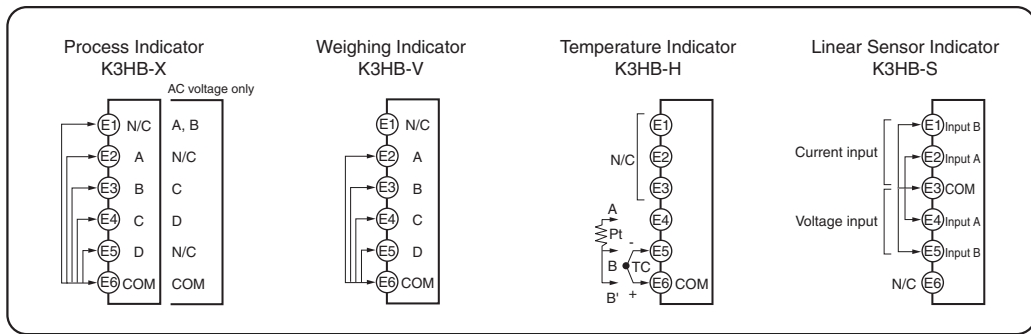 Process Indicator
K3HB-X
AC voltage only
E1 N/C A, B
E2 A N/C
E3 B C
E4 C D
E5 D N/C
E6 COM COM
Weighing Indicator
K3HB-V
E1 N/C
E2 A
E3 B
E4 C
E5 D
E6 COM
Temperature Indicator
K3HB-H
E1
N/C E2
E3
A E4
Pt
- E5
B TC
B' + E6 COM
Linear Sensor Indicator
K3HB-S
E1 Input B
Current input E2 Input A
E3 COM
Voltage input E4 Input A
E5 Input B
N/C E6